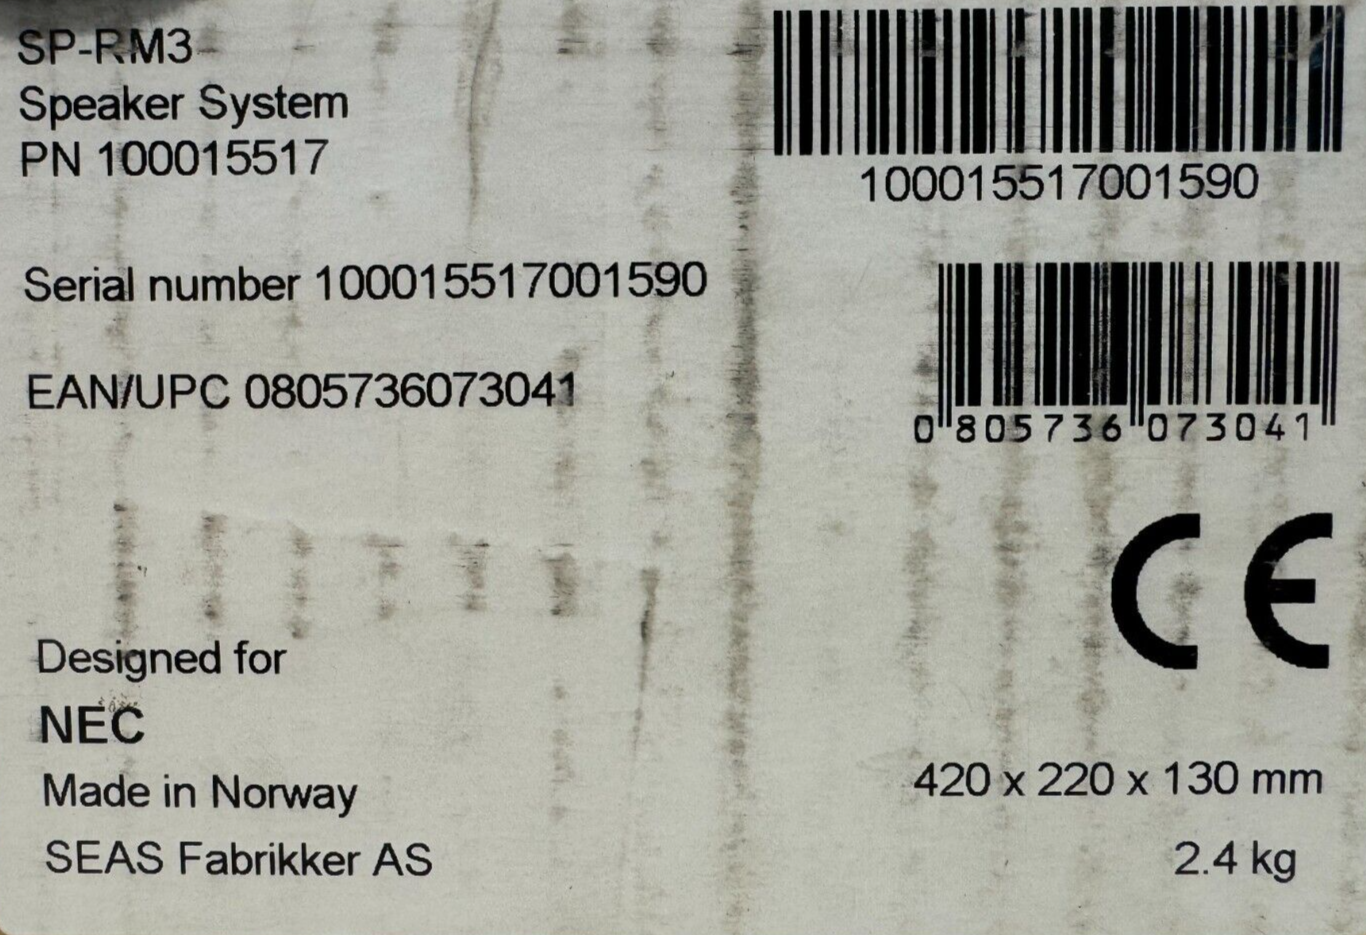 SP-RM3
Speaker System
PN 100015517
100015517001590
Serial number 100015517001590
EAN/UPC 0805736073041
0 805736 073041
CE
Designed for
NEC
Made in Norway
420 x 220 x 130 mm
SEAS Fabrikker AS
2.4 kg